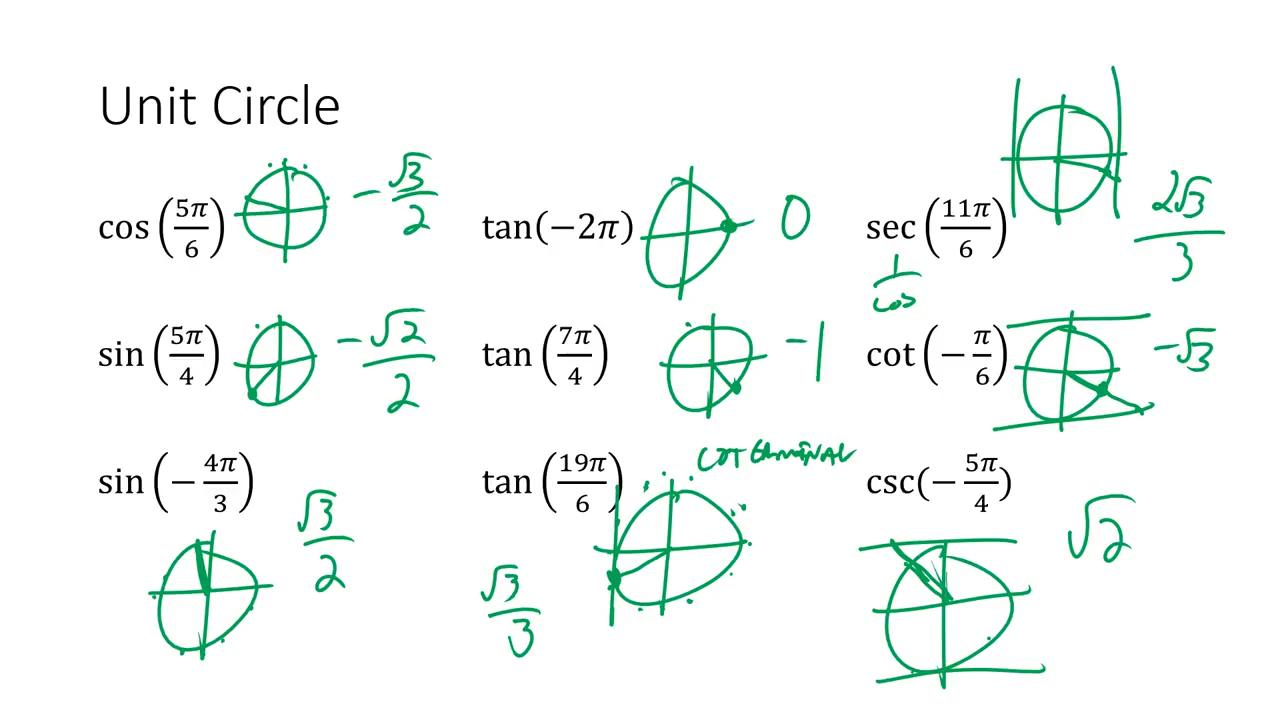 Unit Circle
cos(5π/6) −√3/2
tan(−2π) 0
sec(11π/6) 2√3/3
1/cos
sin(5π/4) −√2/2
tan(7π/4) −1
cot(−π/6) −√3
sin(−4π/3) √3/2
COTERMINAL
tan(19π/6) √3/3
csc(−5π/4) √2